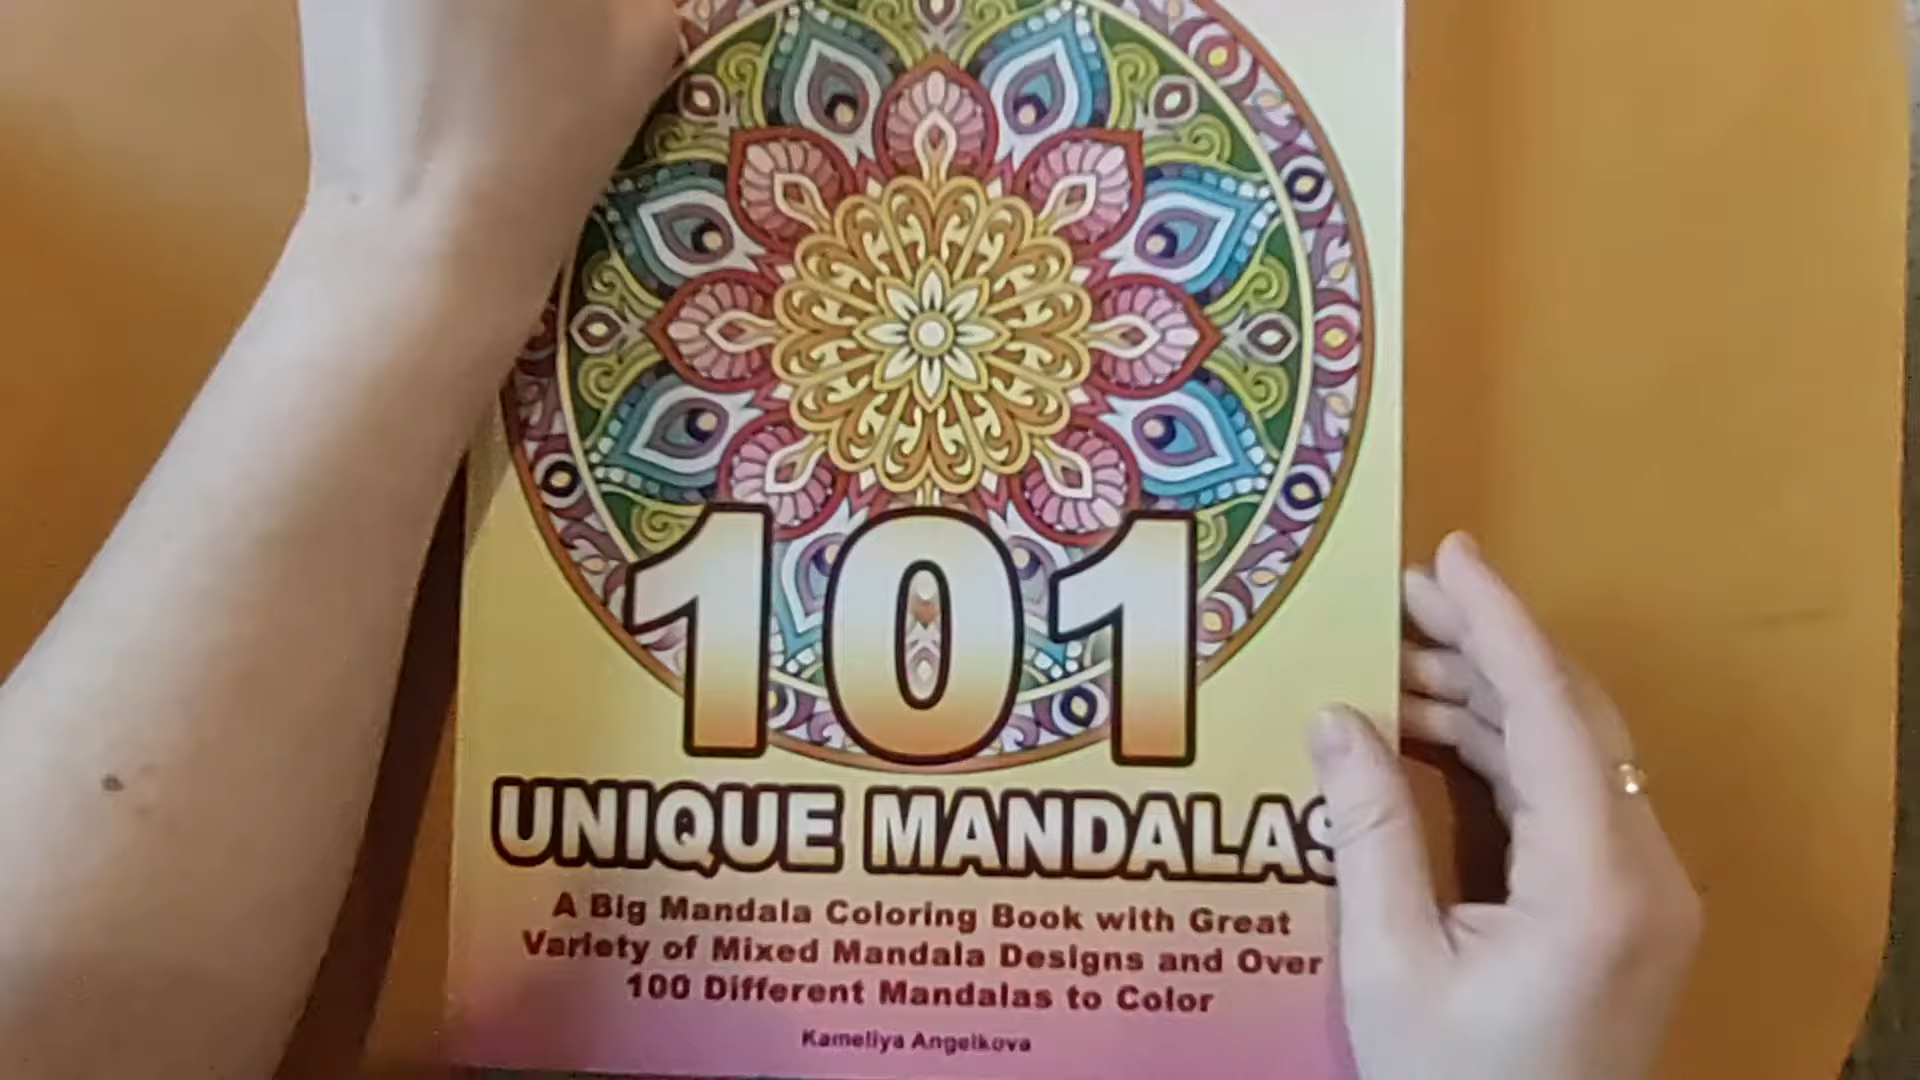 101
UNIQUE MANDALAS
A Big Mandala Coloring Book with Great
Variety of Mixed Mandala Designs and Over
100 Different Mandalas to Color
Kameliya Angelkova